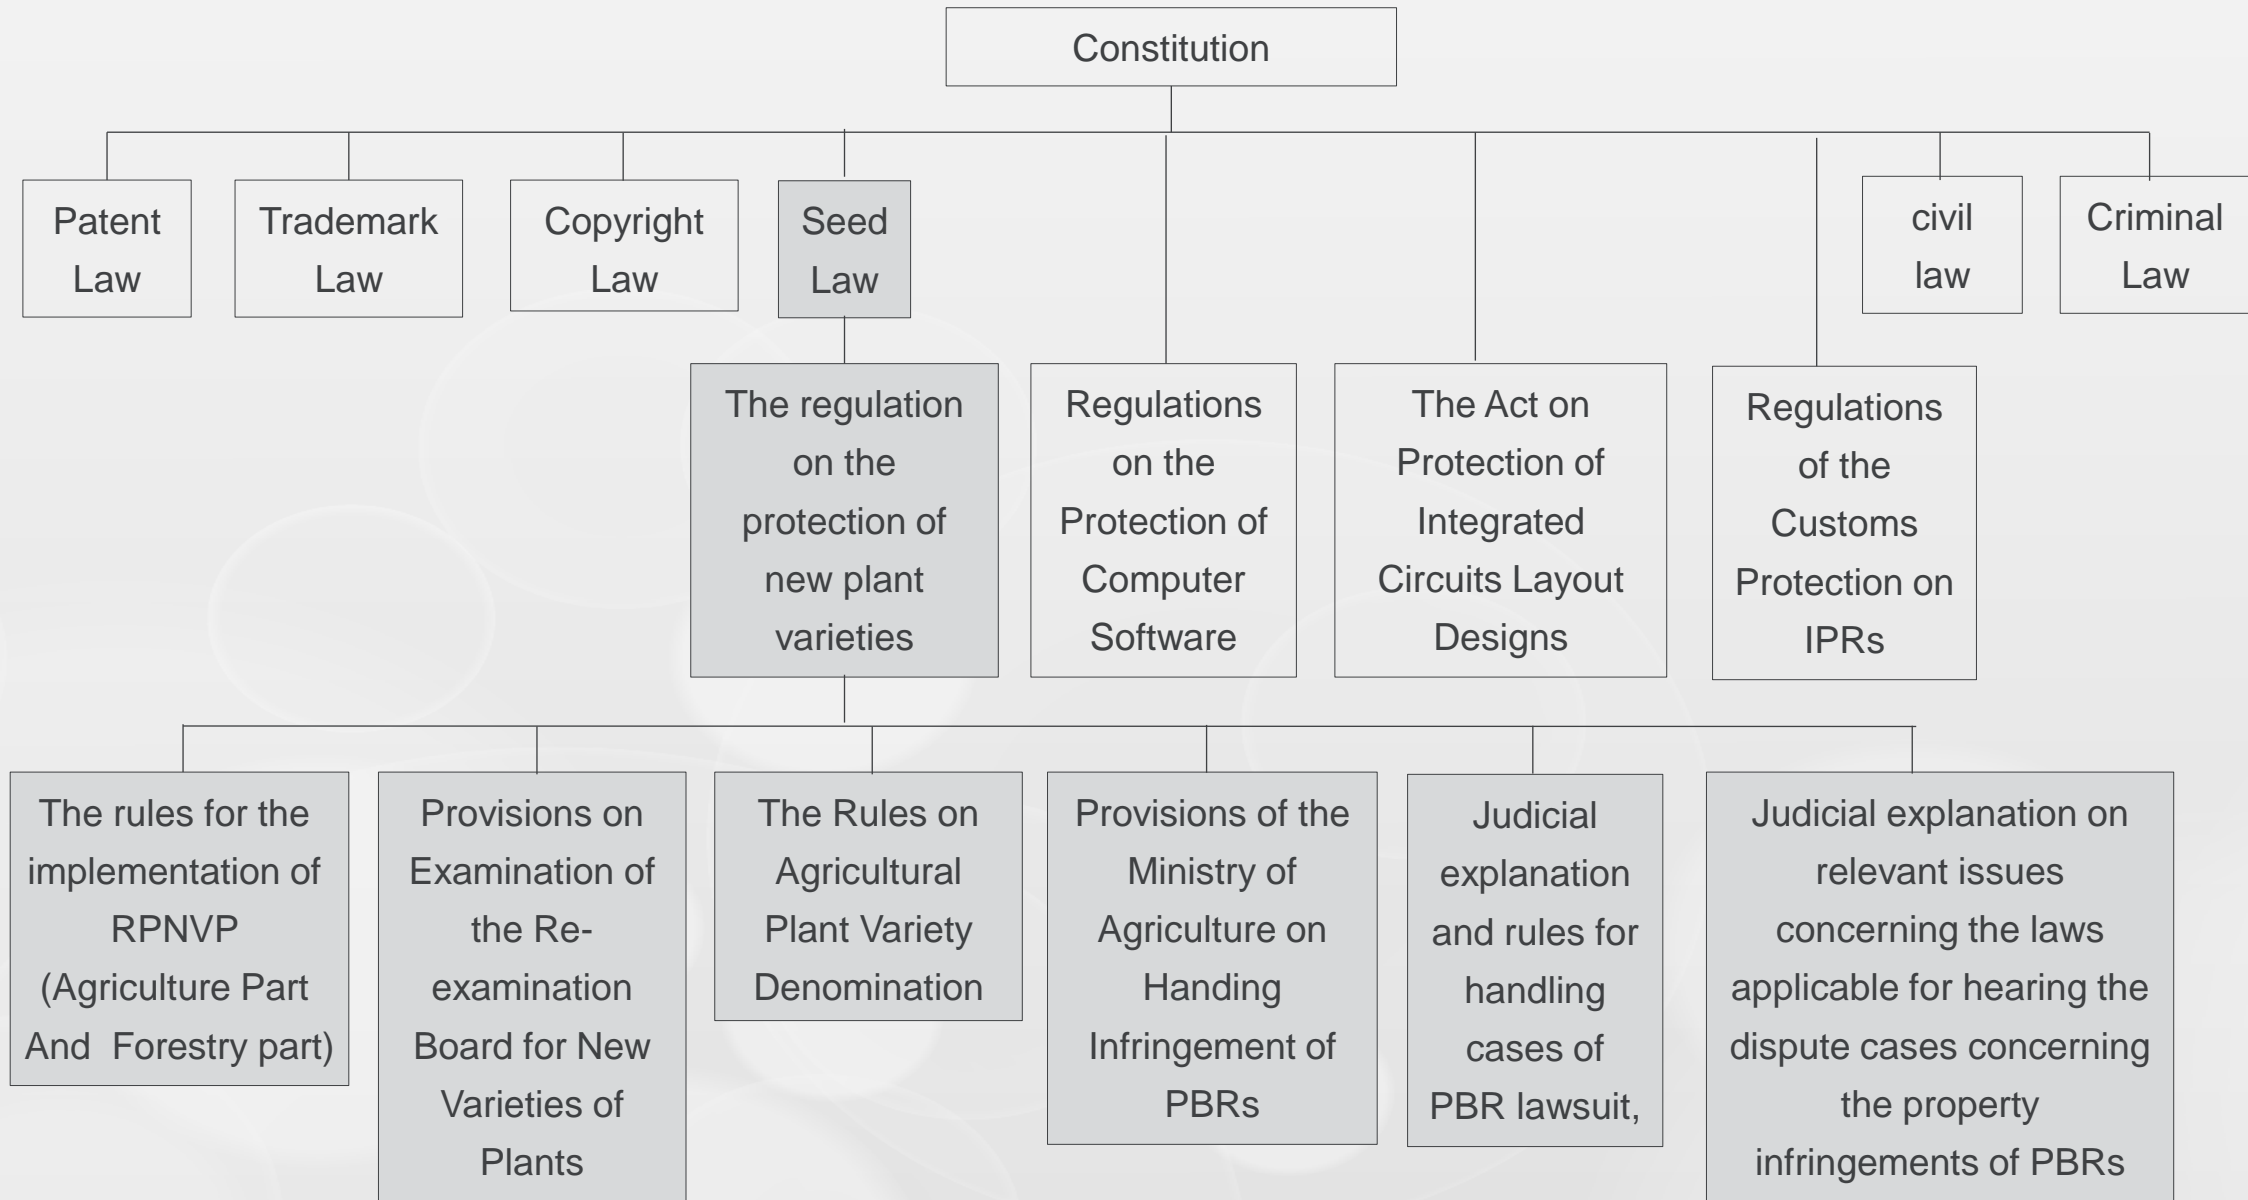 Constitution
Patent
Law
Trademark
Law
Copyright
Law
Seed
Law
civil
law
Criminal
Law
The regulation
on the
protection of
new plant
varieties
Regulations
on the
Protection of
Computer
Software
The Act on
Protection of
Integrated
Circuits Layout
Designs
Regulations
of the
Customs
Protection on
IPRs
The rules for the
implementation of
RPNVP
(Agriculture Part
And  Forestry part)
Provisions on
Examination of
the Re-
examination
Board for New
Varieties of
Plants
The Rules on
Agricultural
Plant Variety
Denomination
Provisions of the
Ministry of
Agriculture on
Handing
Infringement of
PBRs
Judicial
explanation
and rules for
handling
cases of
PBR lawsuit,
Judicial explanation on
relevant issues
concerning the laws
applicable for hearing the
dispute cases concerning
the property
infringements of PBRs